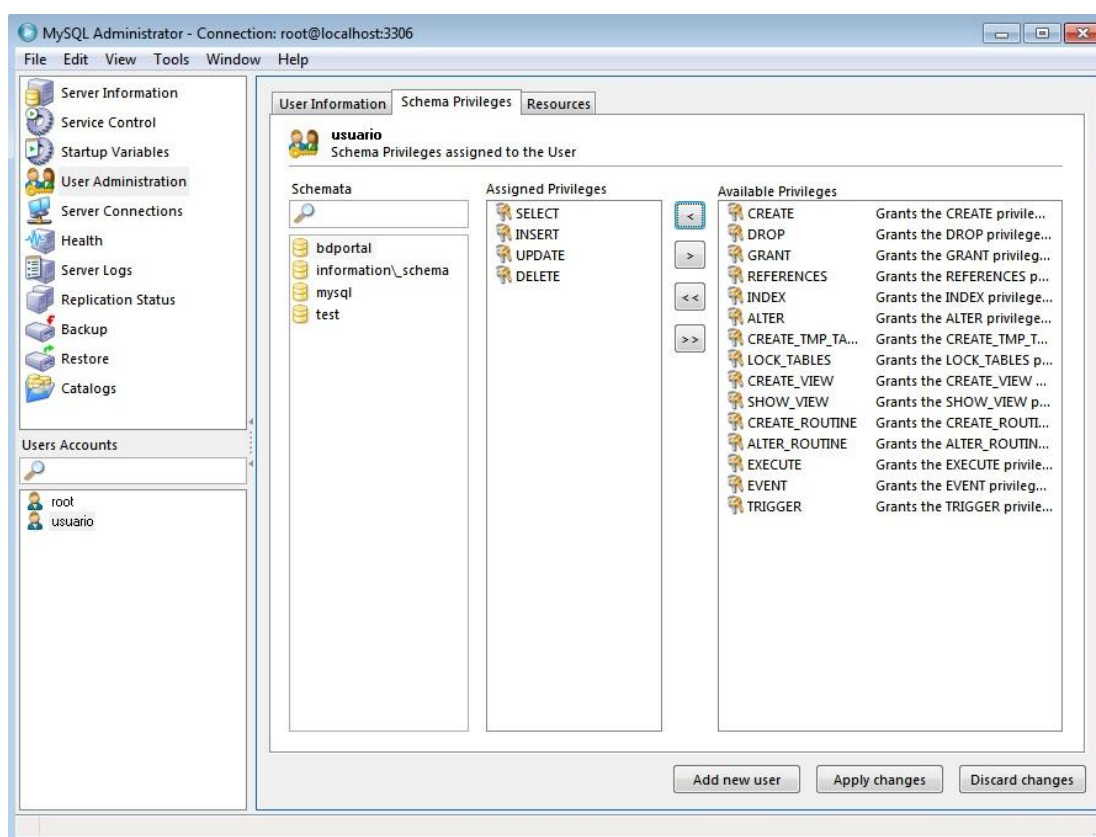 MySQL Administrator - Connection: root@localhost:3306
File Edit View Tools Window Help
Server Information
Service Control
Startup Variables
User Administration
Server Connections
Health
Server Logs
Replication Status
Backup
Restore
Catalogs
Users Accounts
root
usuario
User Information Schema Privileges Resources
usuario
Schema Privileges assigned to the User
Schemata
bdportal
information\_schema
mysql
test
Assigned Privileges
SELECT
INSERT
UPDATE
DELETE
<
>
<<
>>
Available Privileges
CREATE Grants the CREATE privile...
DROP Grants the DROP privilege...
GRANT Grants the GRANT privileg...
REFERENCES Grants the REFERENCES p...
INDEX Grants the INDEX privilege...
ALTER Grants the ALTER privilege...
CREATE_TMP_TA... Grants the CREATE_TMP_T...
LOCK_TABLES Grants the LOCK_TABLES p...
CREATE_VIEW Grants the CREATE_VIEW ...
SHOW_VIEW Grants the SHOW_VIEW p...
CREATE_ROUTINE Grants the CREATE_ROUTI...
ALTER_ROUTINE Grants the ALTER_ROUTIN...
EXECUTE Grants the EXECUTE privile...
EVENT Grants the EVENT privileg...
TRIGGER Grants the TRIGGER privile...
Add new user Apply changes Discard changes